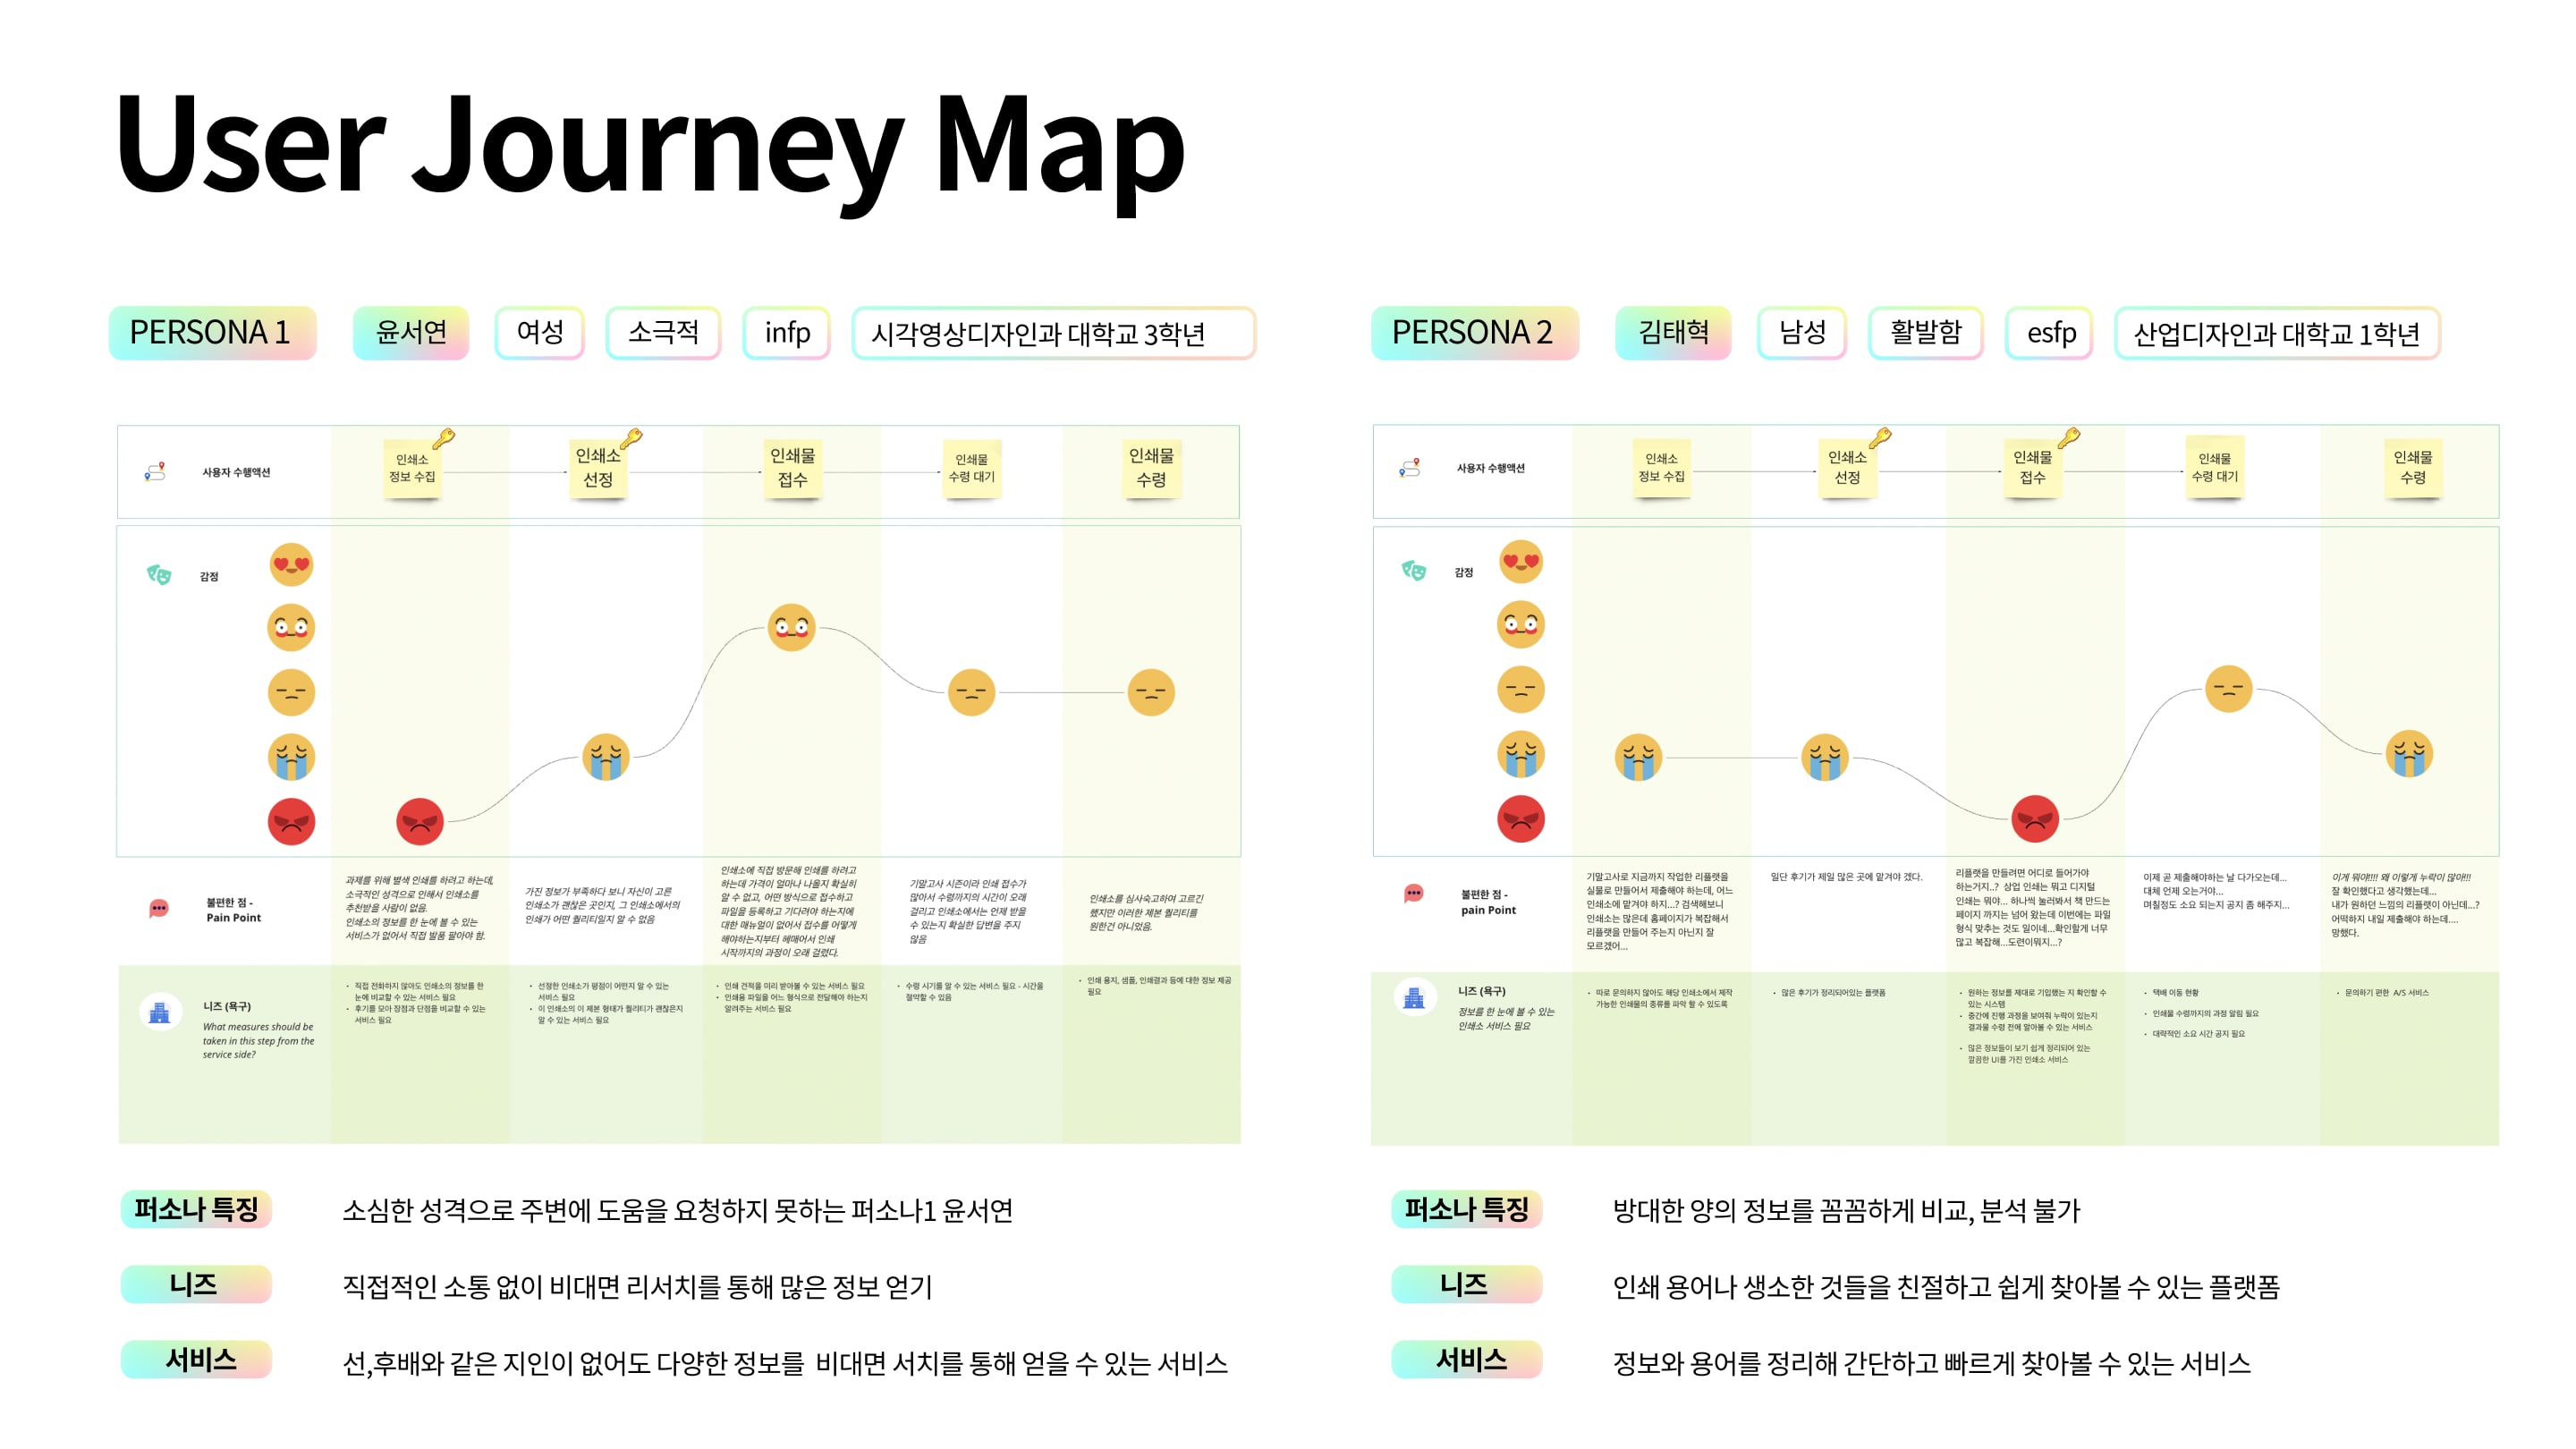 User Journey Map
PERSONA 1
윤서연
여성
소극적
infp
시각영상디자인과 대학교 3학년
사용자 수행액션
인쇄소
정보 수집
인쇄소
선정
인쇄물
접수
인쇄물
수령 대기
인쇄물
수령
감정
불편한 점 -
Pain Point
과제를 위해 별색 인쇄를 하려고 하는데,
소극적인 성격으로 인해서 인쇄소를
추천받을 사람이 없음.
인쇄소의 정보를 한 눈에 볼 수 있는
서비스가 없어서 직접 발품 팔아야 함.
가진 정보가 부족하다 보니 자신이 고른
인쇄소가 괜찮은 곳인지, 그 인쇄소에서의
인쇄가 어떤 퀄리티일지 알 수 없음
인쇄소에 직접 방문해 인쇄를 하려고
하는데 가격이 얼마나 나올지 확실히
알 수 없고, 어떤 방식으로 접수하고
파일을 등록하고 기다려야 하는지에
대한 매뉴얼이 없어서 접수를 어떻게
해야하는지부터 헤매어서 인쇄
시작까지의 과정이 오래 걸렸다.
기말고사 시즌이라 인쇄 접수가
많아서 수령까지의 시간이 오래
걸리고 인쇄소에서는 언제 받을
수 있는지 확실한 답변을 주지
않음
인쇄소를 심사숙고하여 고르긴
했지만 이러한 제본 퀄리티를
원한건 아니었음.
니즈 (욕구)
What measures should be
taken in this step from the
service side?
• 직접 전화하지 않아도 인쇄소의 정보를 한
눈에 비교할 수 있는 서비스 필요
• 후기를 모아 장점과 단점을 비교할 수 있는
서비스 필요
• 선정한 인쇄소가 평점이 어떤지 알 수 있는
서비스 필요
• 이 인쇄소의 이 제본 형태가 퀄리티가 괜찮은지
알 수 있는 서비스 필요
• 인쇄 견적을 미리 받아볼 수 있는 서비스 필요
• 인쇄용 파일을 어느 형식으로 전달해야 하는지
알려주는 서비스 필요
• 수령 시기를 알 수 있는 서비스 필요 - 시간을
절약할 수 있음
• 인쇄 용지, 샘플, 인쇄결과 등에 대한 정보 제공
필요
퍼소나 특징
소심한 성격으로 주변에 도움을 요청하지 못하는 퍼소나1 윤서연
니즈
직접적인 소통 없이 비대면 리서치를 통해 많은 정보 얻기
서비스
선,후배와 같은 지인이 없어도 다양한 정보를 비대면 서치를 통해 얻을 수 있는 서비스
PERSONA 2
김태혁
남성
활발함
esfp
산업디자인과 대학교 1학년
사용자 수행액션
인쇄소
정보 수집
인쇄소
선정
인쇄물
접수
인쇄물
수령 대기
인쇄물
수령
감정
불편한 점 -
pain Point
기말고사로 지금까지 작업한 리플랫을
실물로 만들어서 제출해야 하는데, 어느
인쇄소에 맡겨야 하지...? 검색해보니
인쇄소는 많은데 홈페이지가 복잡해서
리플랫을 만들어 주는지 아닌지 잘
모르겠어...
일단 후기가 제일 많은 곳에 맡겨야 겠다.
리플랫을 만들려면 어디로 들어가야
하는거지..? 상업 인쇄는 뭐고 디지털
인쇄는 뭐야... 하나씩 눌러봐서 책 만드는
페이지 까지는 넘어 왔는데 이번에는 파일
형식 맞추는 것도 일이네...확인할게 너무
많고 복잡해...도련이뭐지...?
이제 곧 제출해야하는 날 다가오는데...
대체 언제 오는거야...
며칠정도 소요 되는지 공지 좀 해주지...
이게 뭐야!!!! 왜 이렇게 누락이 많아!!!
잘 확인했다고 생각했는데...
내가 원하던 느낌의 리플랫이 아닌데...?
어떡하지 내일 제출해야 하는데....
망했다.
니즈 (욕구)
정보를 한 눈에 볼 수 있는
인쇄소 서비스 필요
• 따로 문의하지 않아도 해당 인쇄소에서 제작
가능한 인쇄물의 종류를 파악 할 수 있도록
• 많은 후기가 정리되어있는 플랫폼
• 원하는 정보를 제대로 기입했는 지 확인할 수
있는 시스템
• 중간에 진행 과정을 보여줘 누락이 있는지
결과물 수령 전에 알아볼 수 있는 서비스
• 많은 정보들이 보기 쉽게 정리되어 있는
깔끔한 UI를 가진 인쇄소 서비스
• 택배 이동 현황
• 인쇄물 수령까지의 과정 알림 필요
• 대략적인 소요 시간 공지 필요
• 문의하기 편한 A/S 서비스
퍼소나 특징
방대한 양의 정보를 꼼꼼하게 비교, 분석 불가
니즈
인쇄 용어나 생소한 것들을 친절하고 쉽게 찾아볼 수 있는 플랫폼
서비스
정보와 용어를 정리해 간단하고 빠르게 찾아볼 수 있는 서비스